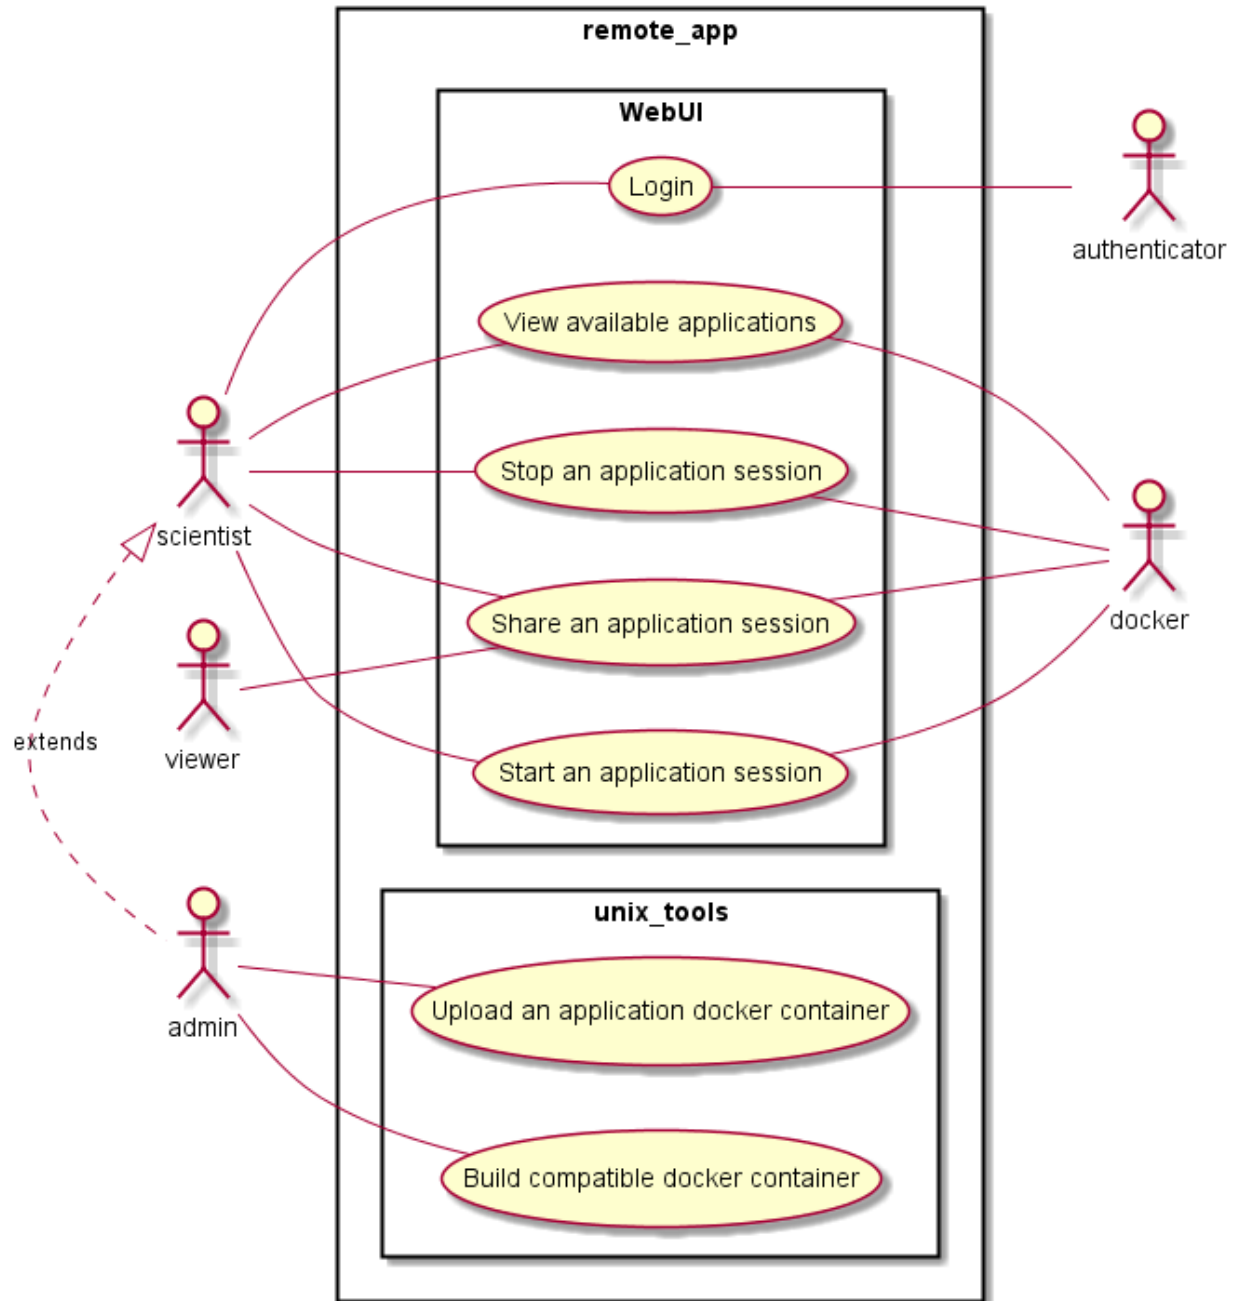 remote_app
WebUI
Login
authenticator
View available applications
Stop an application session
scientist
Share an application session
docker
extends
viewer
Start an application session
unix_tools
Upload an application docker container
admin
Build compatible docker container